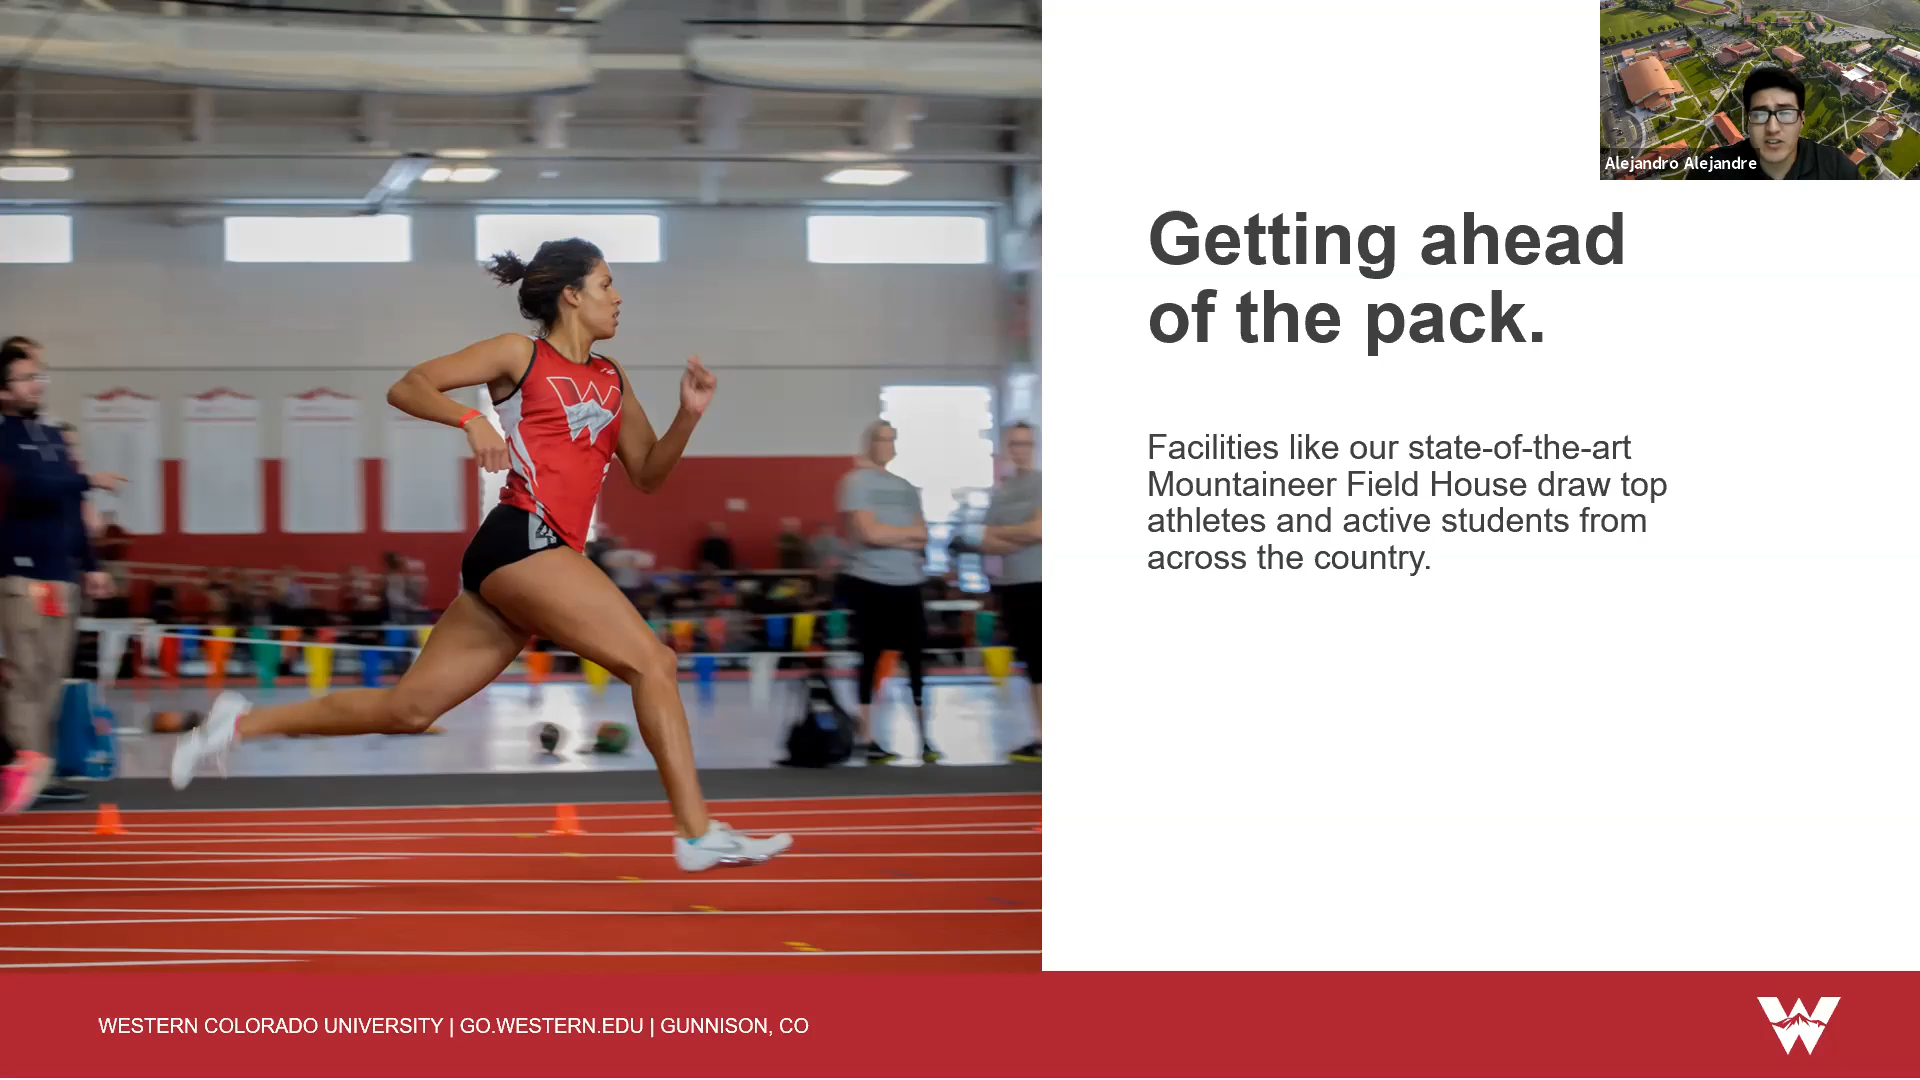 Alejandro Alejandre
Getting ahead
of the pack.
Facilities like our state-of-the-art
Mountaineer Field House draw top
athletes and active students from
across the country.
W
WESTERN COLORADO UNIVERSITY | GO.WESTERN.EDU | GUNNISON, CO
W